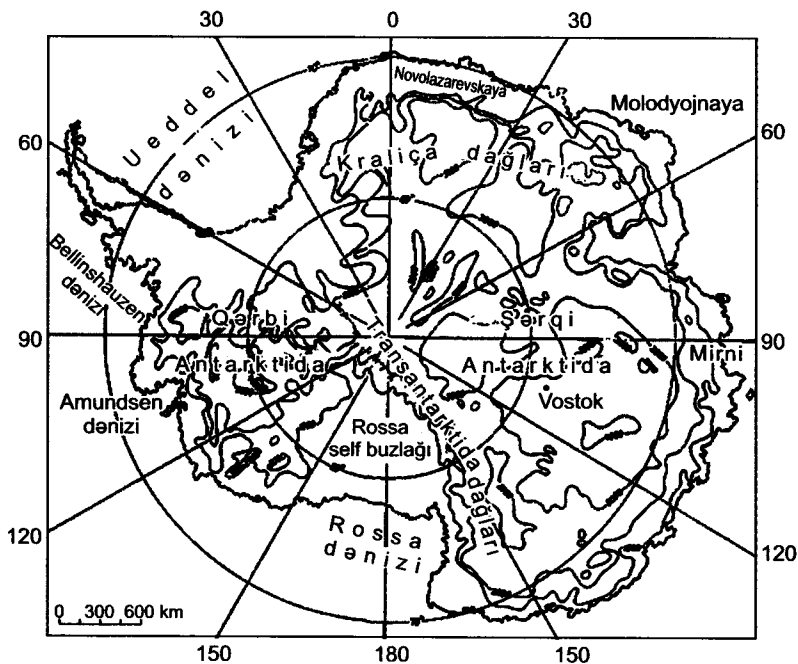 30
0
30
Novolazarevskaya
Molodyojnaya
60
60
Ueddel
dənizi
Kraliça dağları
Bellinshauzen
dənizi
Qərbi
Şərqi
90
Mirni
90
Antarktida
Antarktida
Transantarktida dağları
Amundsen
dənizi
Vostok
Rossa
self buzlağı
Rossa
dənizi
120
120
0 300 600 km
150
180
150